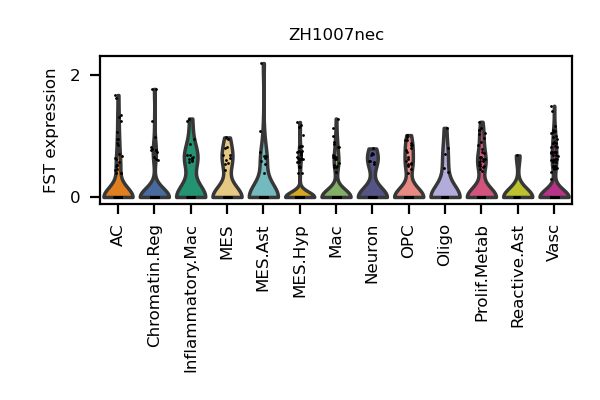 ZH1007nec
FST expression
2
0
AC
Chromatin.Reg
Inflammatory.Mac
MES
MES.Ast
MES.Hyp
Mac
Neuron
OPC
Oligo
Prolif.Metab
Reactive.Ast
Vasc